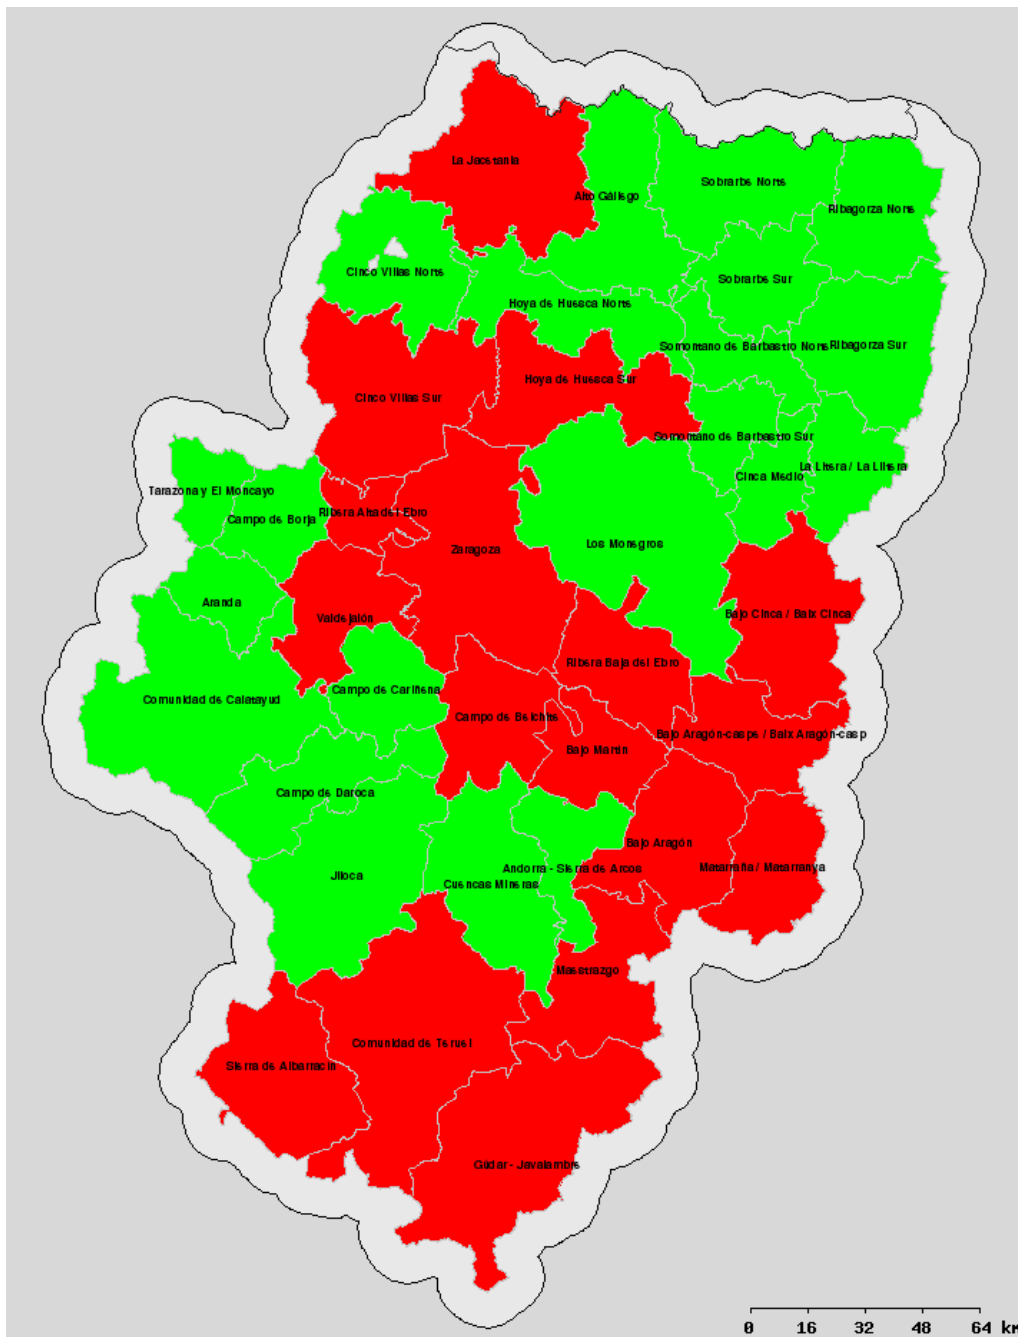 La Jacetania
Sobrarbe Norte
Alto Gállego
Ribagorza Norte
Cinco Villas Norte
Sobrarbe Sur
Hoya de Huesca Norte
Somontano de Barbastro Norte
Ribagorza Sur
Hoya de Huesca Sur
Cinco Villas Sur
Somontano de Barbastro Sur
La Litera / La Llitera
Cinca Medio
Tarazona y El Moncayo
Ribera Alta del Ebro
Campo de Borja
Los Monegros
Zaragoza
Aranda
Bajo Cinca / Baix Cinca
Valdejalón
Ribera Baja del Ebro
Campo de Cariñena
Comunidad de Calatayud
Campo de Belchite
Bajo Aragón-caspe / Baix Aragón-casp
Bajo Martín
Campo de Daroca
Bajo Aragón
Andorra - Sierra de Arcos
Matarraña / Matarranya
Jiloca
Cuencas Mineras
Maestrazgo
Comunidad de Teruel
Sierra de Albarracín
Gúdar - Javalambre
0 16 32 48 64 km